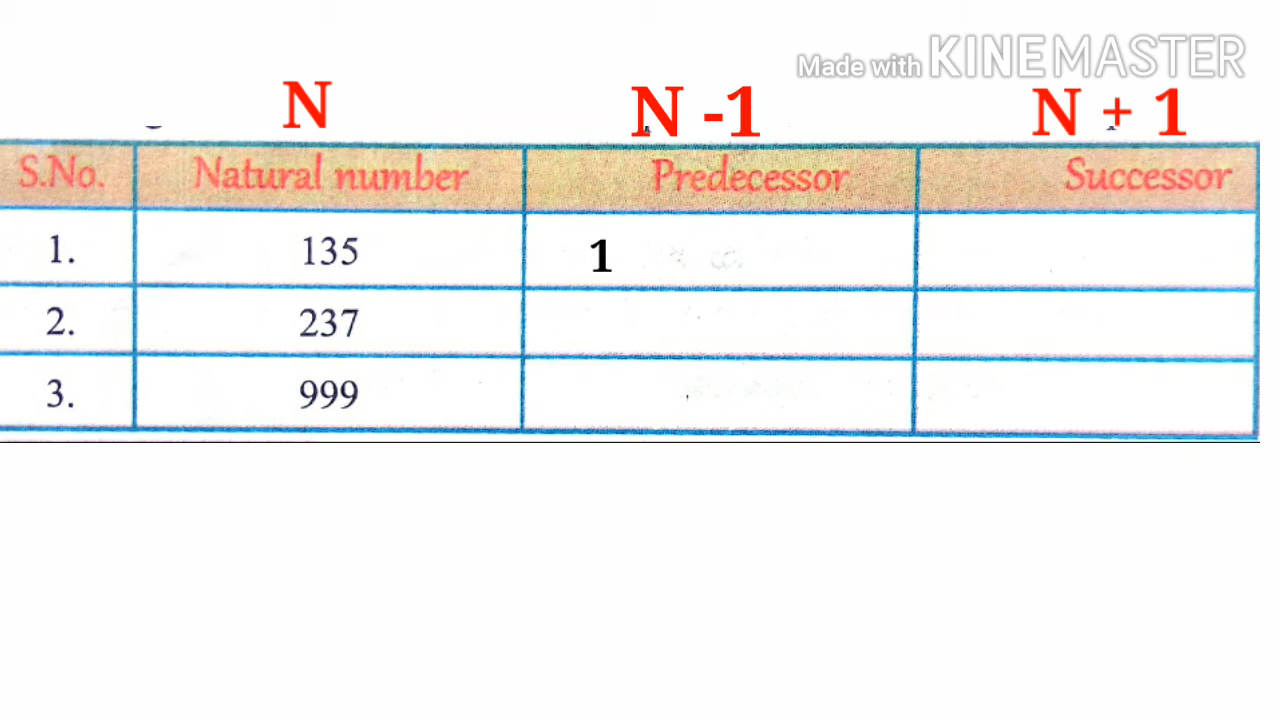 Made with KINEMASTER
N N -1 N + 1
S.No. Natural number Predecessor Successor
1. 135 1
2. 237
3. 999